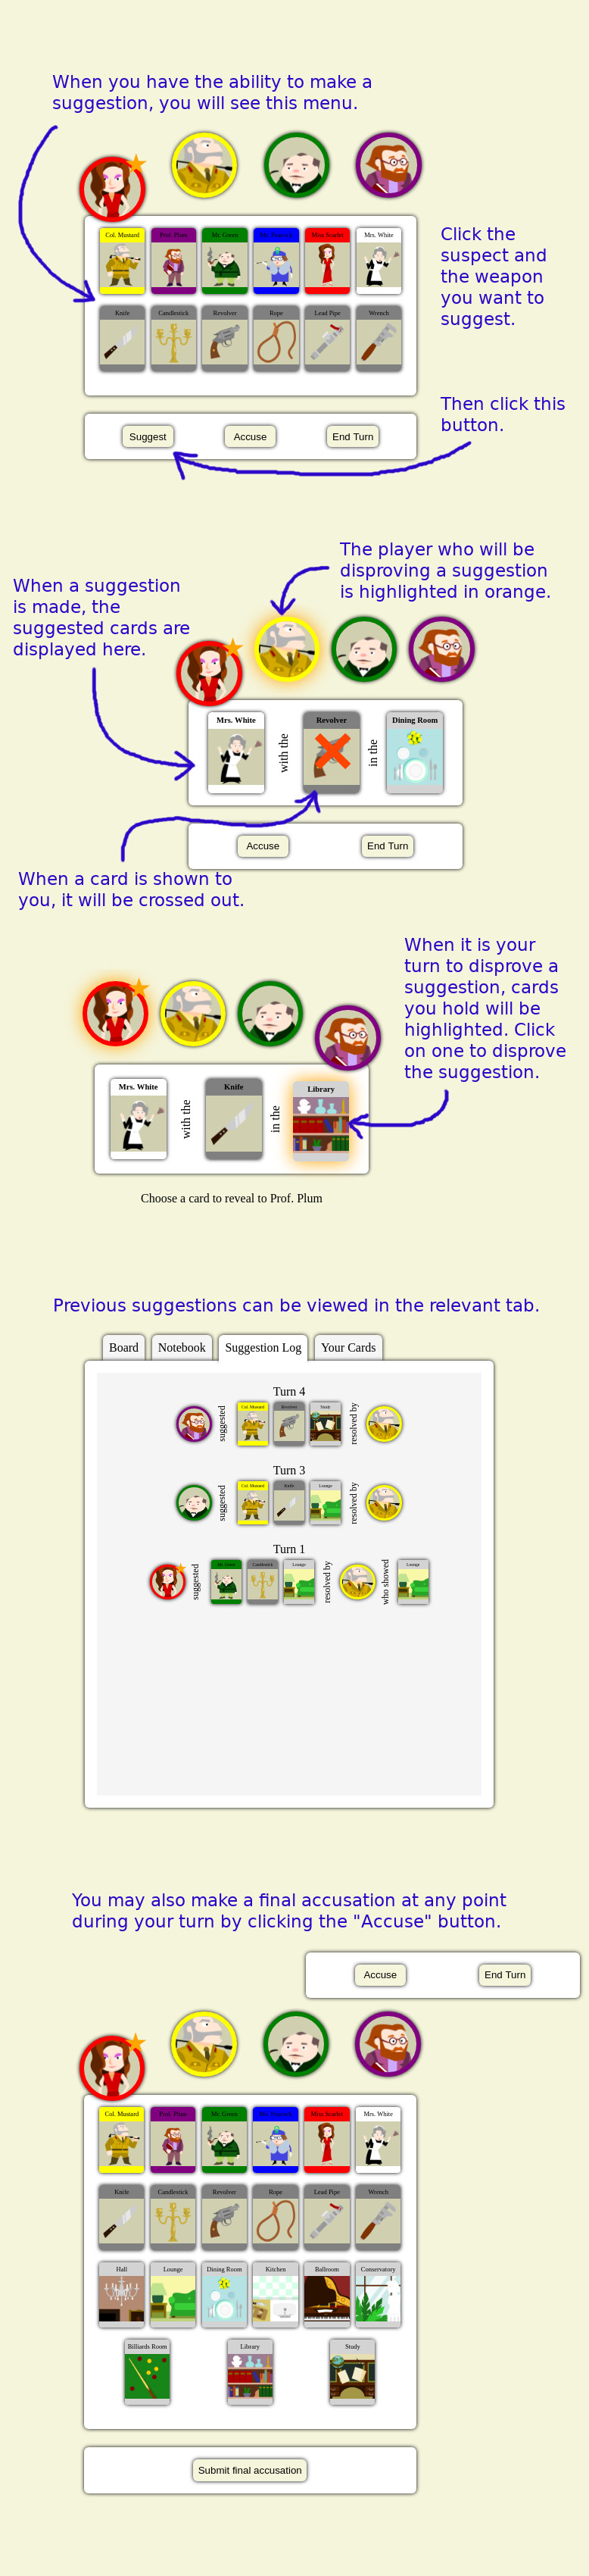 When you have the ability to make a
suggestion, you will see this menu.
Click the
suspect and
the weapon
you want to
suggest.
Col. Mustard Prof. Plum Mr. Green Mrs. Peacock Miss Scarlet Mrs. White
Knife Candlestick Revolver Rope Lead Pipe Wrench
Then click this
button.
Suggest Accuse End Turn
The player who will be
disproving a suggestion
is highlighted in orange.
When a suggestion
is made, the
suggested cards are
displayed here.
Mrs. White with the Revolver in the Dining Room
Accuse End Turn
When a card is shown to
you, it will be crossed out.
When it is your
turn to disprove a
suggestion, cards
you hold will be
highlighted. Click
on one to disprove
the suggestion.
Mrs. White with the Knife in the Library
Choose a card to reveal to Prof. Plum
Previous suggestions can be viewed in the relevant tab.
Board Notebook Suggestion Log Your Cards
Turn 4
suggested Col. Mustard Revolver Study resolved by
Turn 3
suggested Col. Mustard Knife Lounge resolved by
Turn 1
suggested Mr. Green Candlestick Lounge resolved by who showed Lounge
You may also make a final accusation at any point
during your turn by clicking the "Accuse" button.
Accuse End Turn
Col. Mustard Prof. Plum Mr. Green Mrs. Peacock Miss Scarlet Mrs. White
Knife Candlestick Revolver Rope Lead Pipe Wrench
Hall Lounge Dining Room Kitchen Ballroom Conservatory
Billiards Room Library Study
Submit final accusation